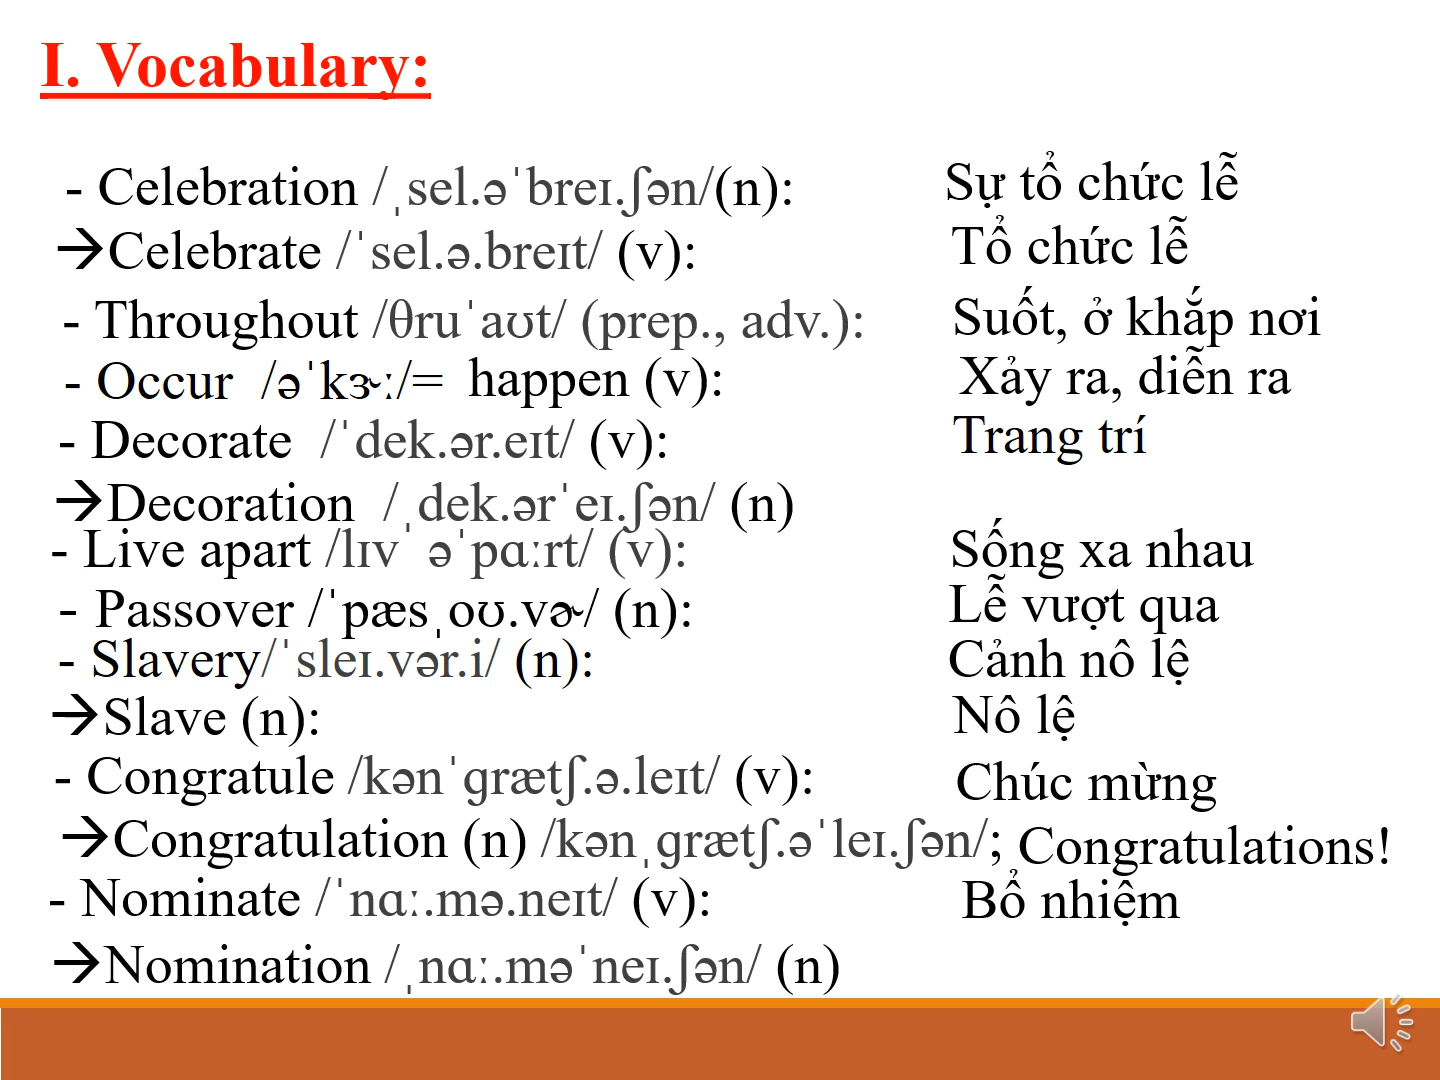 I. Vocabulary:
- Celebration /ˌsel.əˈbreɪ.ʃən/(n): Sự tổ chức lễ
→Celebrate /ˈsel.ə.breɪt/ (v): Tổ chức lễ
- Throughout /θruˈaʊt/ (prep., adv.): Suốt, ở khắp nơi
- Occur /əˈkɝː/= happen (v): Xảy ra, diễn ra
- Decorate /ˈdek.ər.eɪt/ (v): Trang trí
→Decoration /ˌdek.ərˈeɪ.ʃən/ (n)
- Live apart /lɪvˈ əˈpɑːrt/ (v): Sống xa nhau
- Passover /ˈpæsˌoʊ.vɚ/ (n): Lễ vượt qua
- Slavery/ˈsleɪ.vər.i/ (n): Cảnh nô lệ
→Slave (n): Nô lệ
- Congratule /kənˈɡrætʃ.ə.leɪt/ (v): Chúc mừng
→Congratulation (n) /kənˌɡrætʃ.əˈleɪ.ʃən/; Congratulations!
- Nominate /ˈnɑː.mə.neɪt/ (v): Bổ nhiệm
→Nomination /ˌnɑː.məˈneɪ.ʃən/ (n)